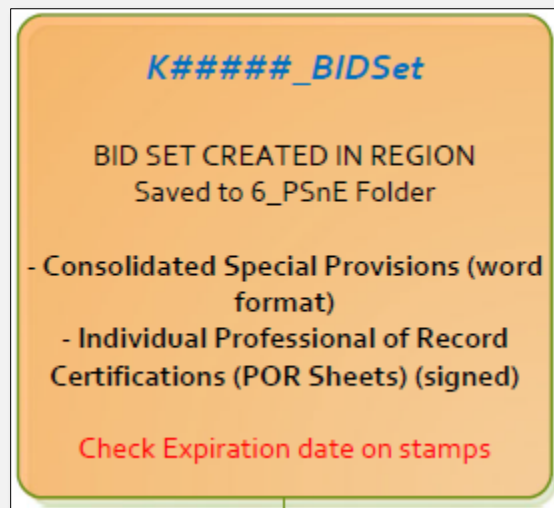 K#####_BIDSet
BID SET CREATED IN REGION
Saved to 6_PSnE Folder
- Consolidated Special Provisions (word
format)
- Individual Professional of Record
Certifications (POR Sheets) (signed)
Check Expiration date on stamps